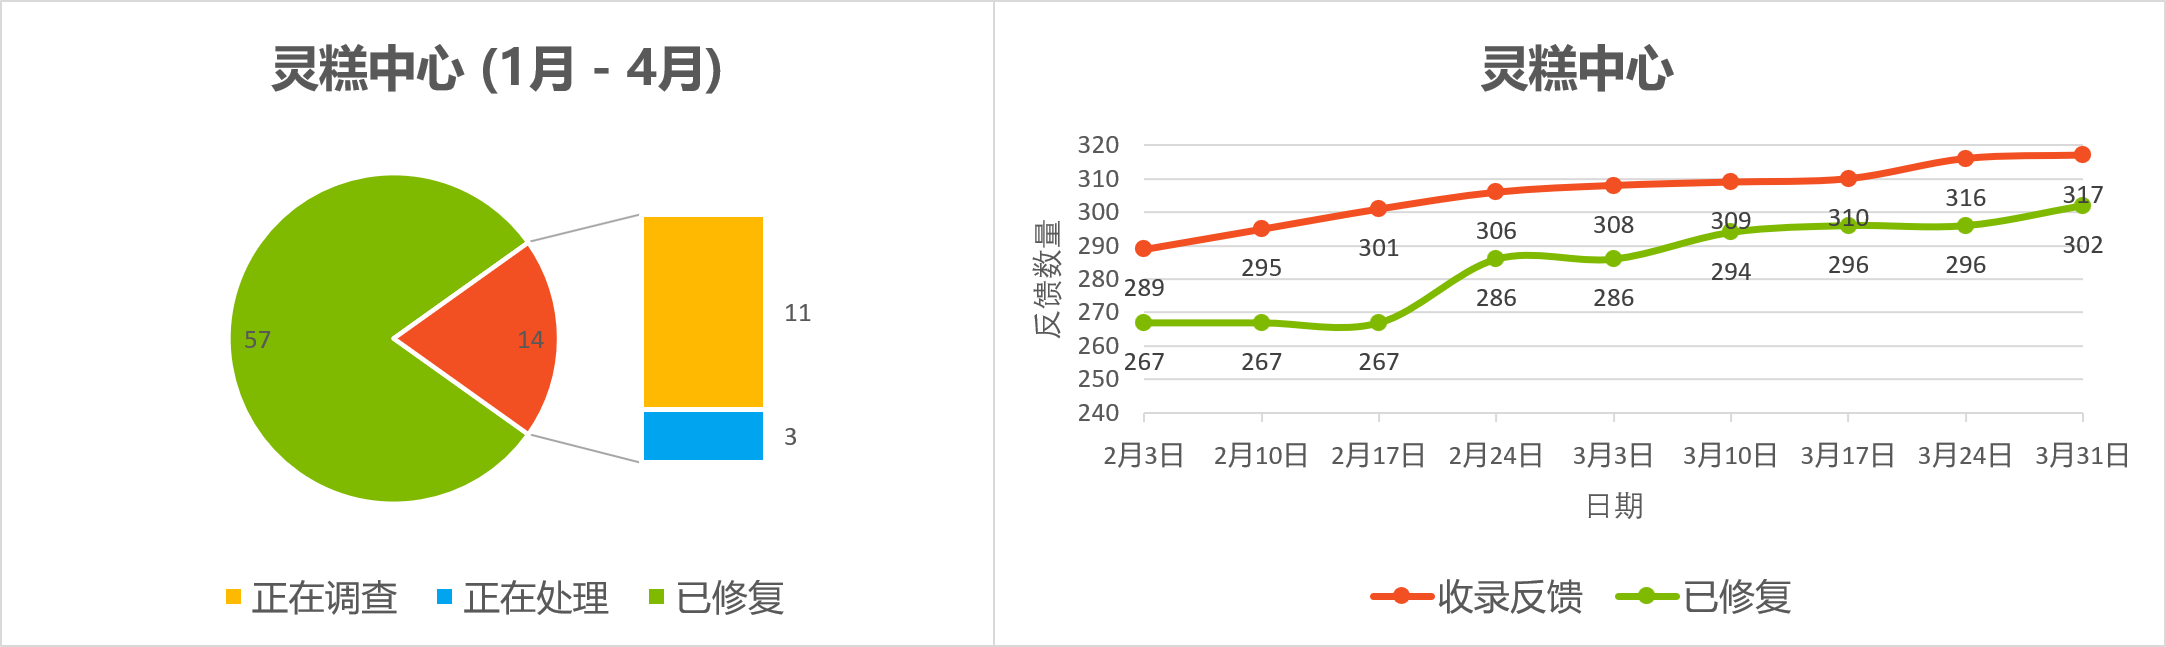 灵糕中心 (1月 - 4月)
57
14
11
3
正在调查 正在处理 已修复
灵糕中心
反馈数量
320
310
300
290
280
270
260
250
240
289 295 301 306 308 309 310 316 317
267 267 267 286 286 294 296 296 302
2月3日 2月10日 2月17日 2月24日 3月3日 3月10日 3月17日 3月24日 3月31日
日期
收录反馈 已修复